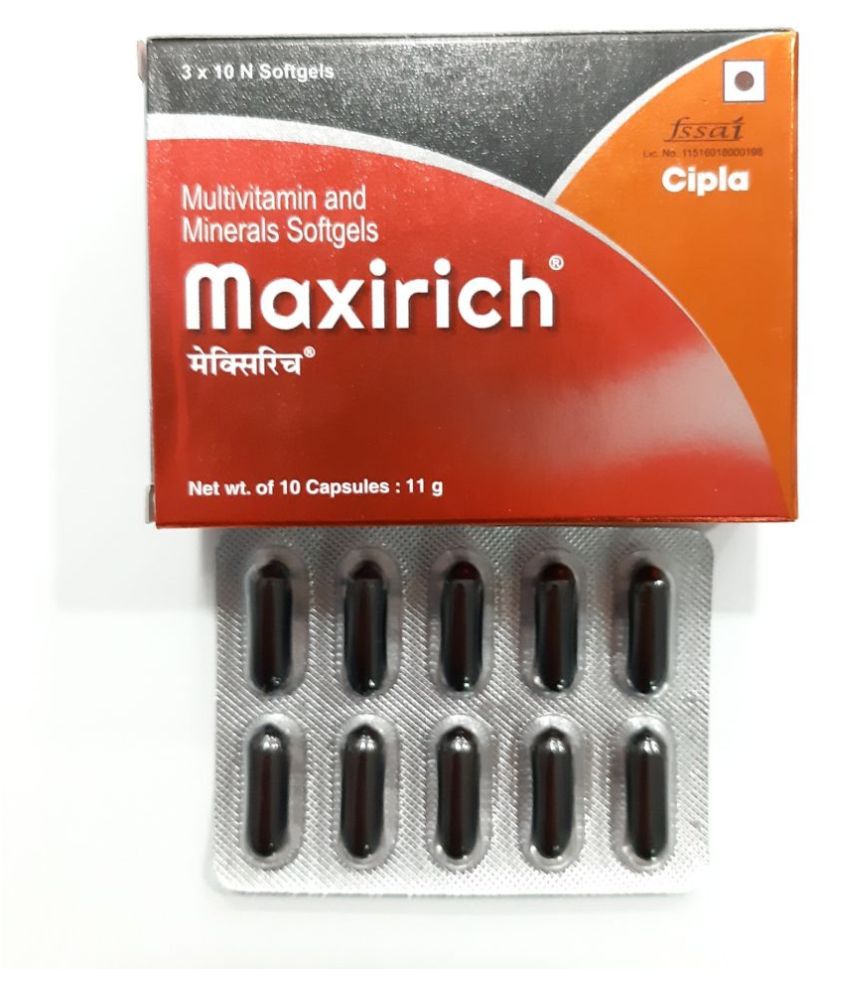 3 x 10 N Softgels
fssai
Lic. No. 11516018000198
Cipla
Multivitamin and
Minerals Softgels
Maxirich®
मेक्सिरिच®
Net wt. of 10 Capsules : 11 g